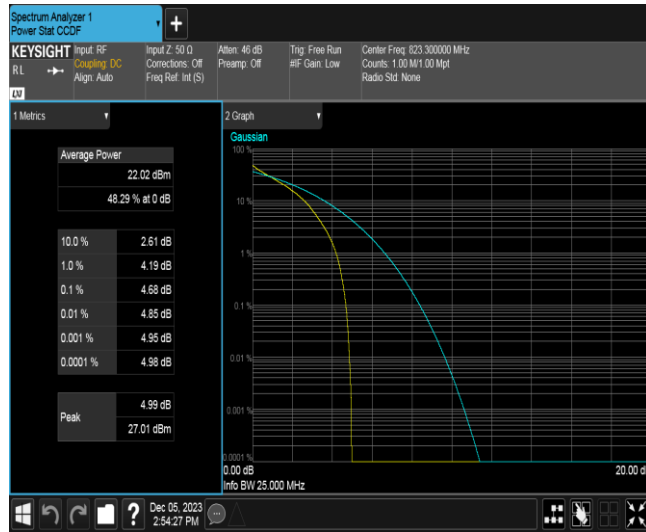 Spectrum Analyzer 1
Power Stat CCDF
+
KEYSIGHT
RL
LXI
Input: RF
Coupling: DC
Align: Auto
Input Z: 50 Ω
Corrections: Off
Freq Ref: Int (S)
Atten: 46 dB
Preamp: Off
Trig: Free Run
#IF Gain: Low
Center Freq: 823.300000 MHz
Counts: 1.00 M/1.00 Mpt
Radio Std: None
1 Metrics
Average Power
22.02 dBm
48.29 % at 0 dB
10.0 % 2.61 dB
1.0 % 4.19 dB
0.1 % 4.68 dB
0.01 % 4.85 dB
0.001 % 4.95 dB
0.0001 % 4.98 dB
Peak
4.99 dB
27.01 dBm
2 Graph
Gaussian
100 %
10 %
1 %
0.1 %
0.01 %
0.001 %
0.0001 %
0.00 dB
20.00 d
Info BW 25.000 MHz
?
Dec 05, 2023
2:54:27 PM